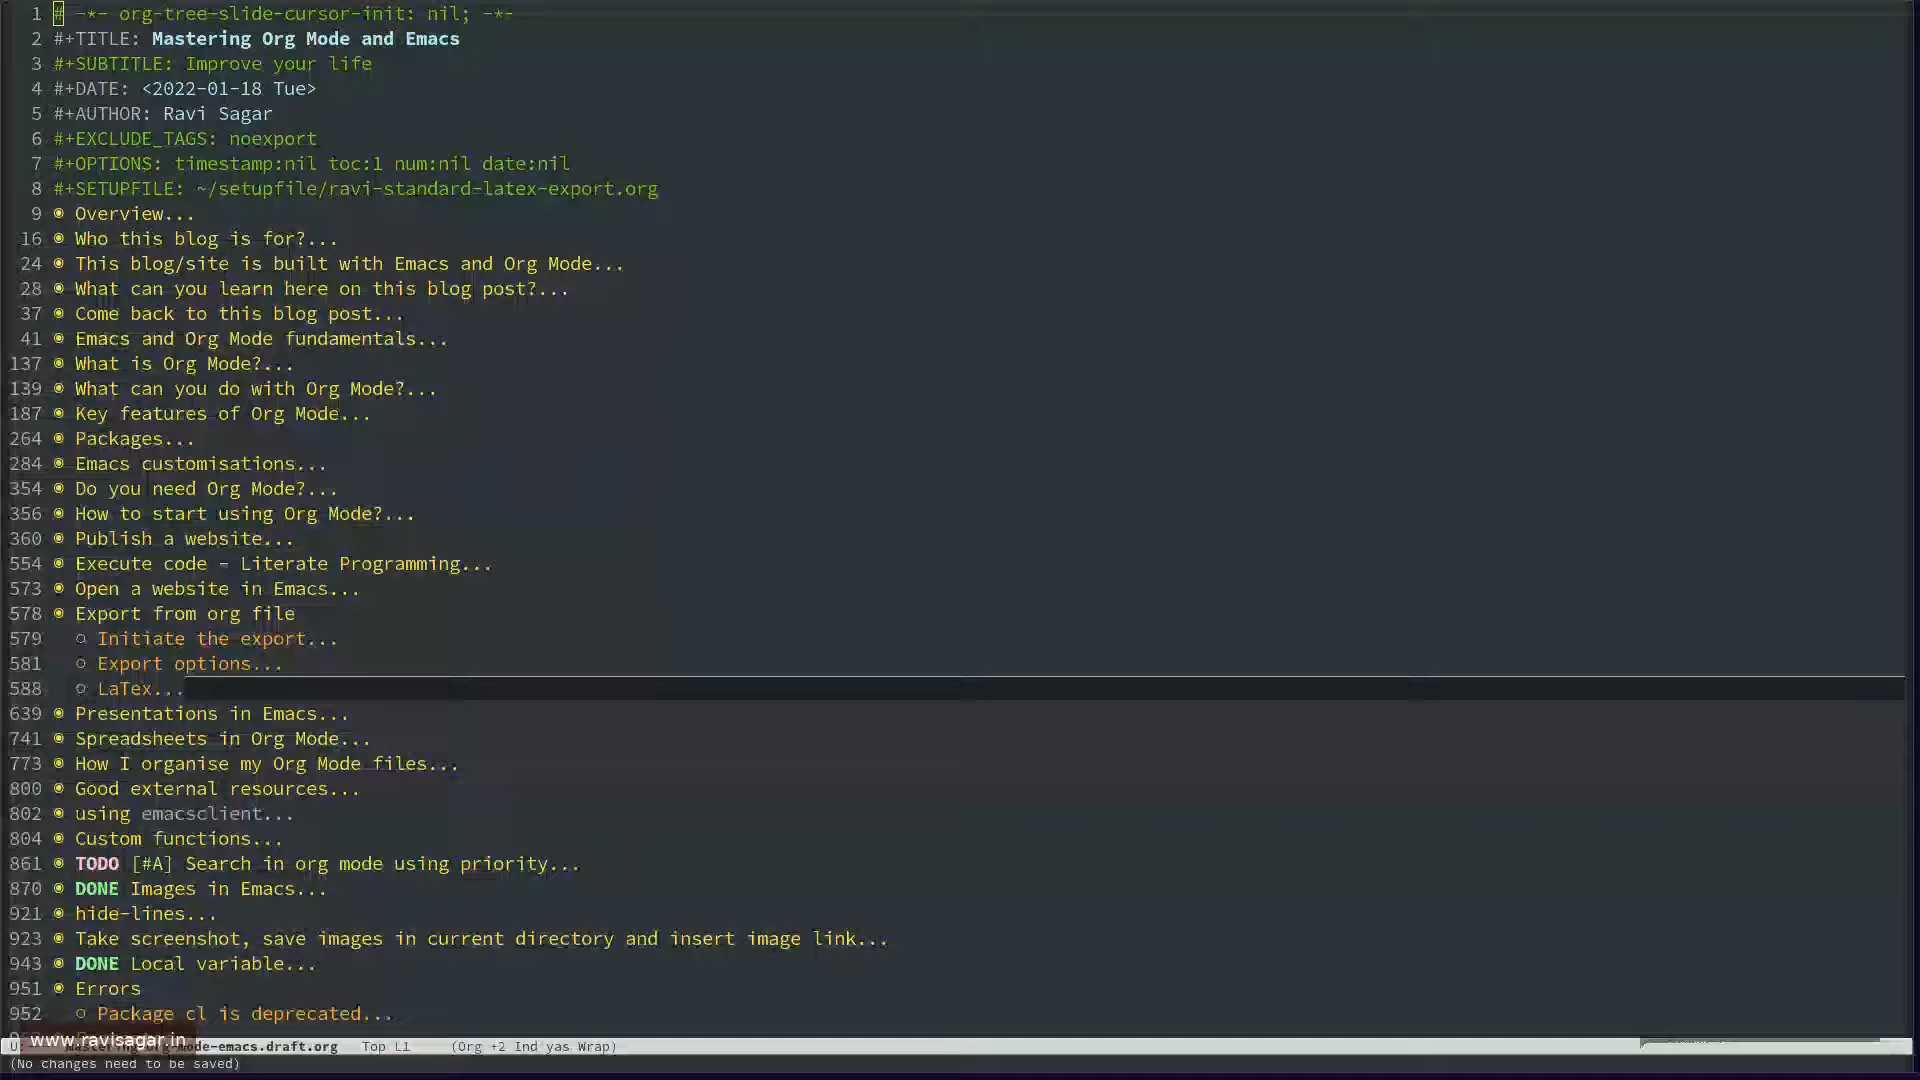 1 # -*- org-tree-slide-cursor-init: nil; -*-
2 #+TITLE: Mastering Org Mode and Emacs
3 #+SUBTITLE: Improve your life
4 #+DATE: <2022-01-18 Tue>
5 #+AUTHOR: Ravi Sagar
6 #+EXCLUDE_TAGS: noexport
7 #+OPTIONS: timestamp:nil toc:1 num:nil date:nil
8 #+SETUPFILE: ~/setupfile/ravi-standard-latex-export.org
9 ◉ Overview...
16 ◉ Who this blog is for?...
24 ◉ This blog/site is built with Emacs and Org Mode...
28 ◉ What can you learn here on this blog post?...
37 ◉ Come back to this blog post...
41 ◉ Emacs and Org Mode fundamentals...
137 ◉ What is Org Mode?...
139 ◉ What can you do with Org Mode?...
187 ◉ Key features of Org Mode...
264 ◉ Packages...
284 ◉ Emacs customisations...
354 ◉ Do you need Org Mode?...
356 ◉ How to start using Org Mode?...
360 ◉ Publish a website...
554 ◉ Execute code - Literate Programming...
573 ◉ Open a website in Emacs...
578 ◉ Export from org file
579 ○ Initiate the export...
581 ○ Export options...
588 ○ LaTex...
639 ◉ Presentations in Emacs...
741 ◉ Spreadsheets in Org Mode...
773 ◉ How I organise my Org Mode files...
800 ◉ Good external resources...
802 ◉ using emacsclient...
804 ◉ Custom functions...
861 ◉ TODO [#A] Search in org mode using priority...
870 ◉ DONE Images in Emacs...
921 ◉ hide-lines...
923 ◉ Take screenshot, save images in current directory and insert image link...
943 ◉ DONE Local variable...
951 ◉ Errors
952 ○ Package cl is deprecated...
www.ravisagar.in
mastering-org-mode-emacs.draft.org Top L1 (Org +2 Ind yas Wrap)
(No changes need to be saved)